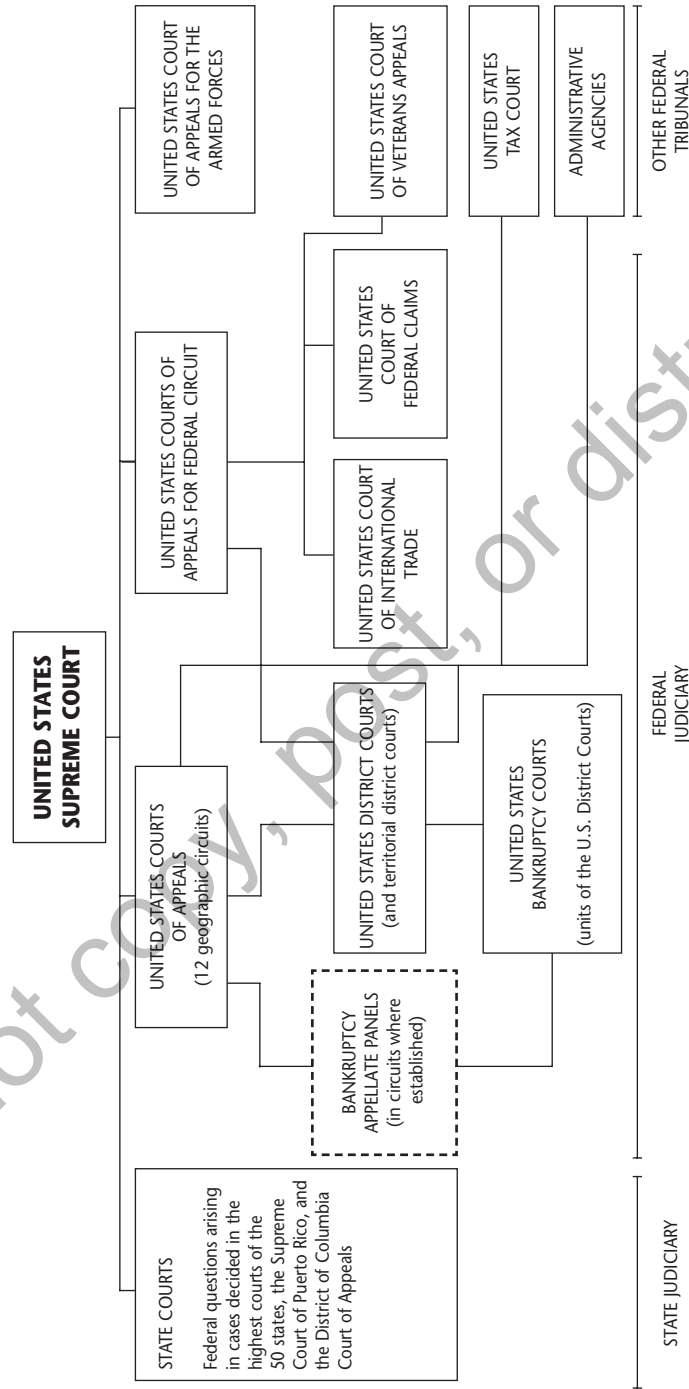 UNITED STATES
SUPREME COURT
STATE COURTS
Federal questions arising
in cases decided in the
highest courts of the
50 states, the Supreme
Court of Puerto Rico, and
the District of Columbia
Court of Appeals
UNITED STATES COURTS
OF APPEALS
(12 geographic circuits)
UNITED STATES COURTS OF
APPEALS FOR FEDERAL CIRCUIT
UNITED STATES COURT
OF APPEALS FOR THE
ARMED FORCES
BANKRUPTCY
APPELLATE PANELS
(in circuits where
established)
UNITED STATES DISTRICT COURTS
(and territorial district courts)
UNITED STATES COURT
OF INTERNATIONAL
TRADE
UNITED STATES
COURT OF
FEDERAL CLAIMS
UNITED STATES COURT
OF VETERANS APPEALS
UNITED STATES
BANKRUPTCY COURTS
(units of the U.S. District Courts)
UNITED STATES
TAX COURT
ADMINISTRATIVE
AGENCIES
STATE JUDICIARY
FEDERAL
JUDICIARY
OTHER FEDERAL
TRIBUNALS
not copy, post, or distr